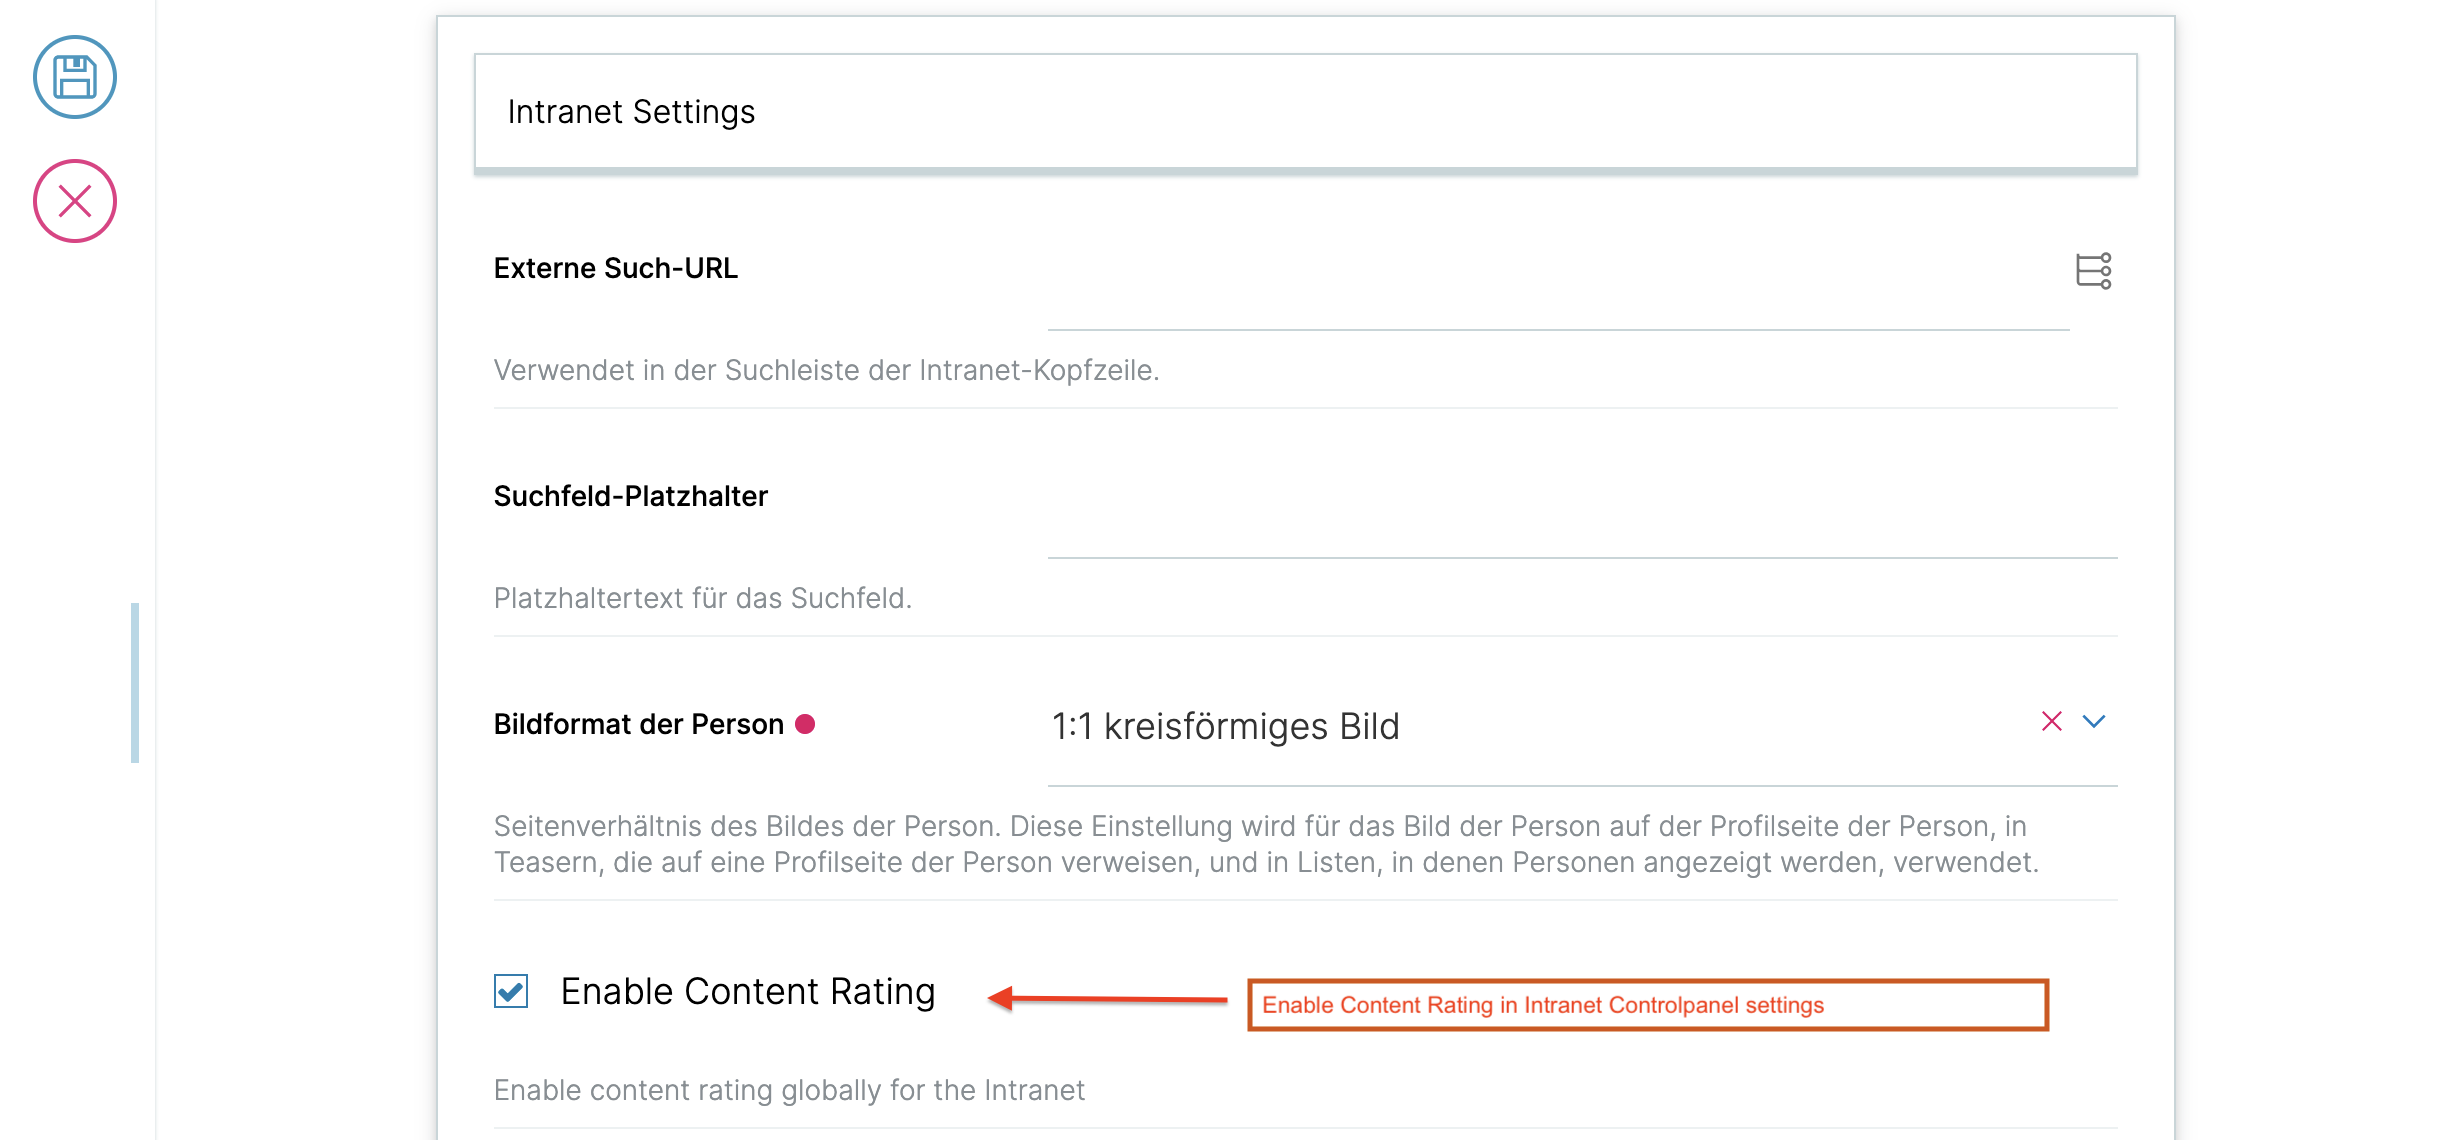 Intranet Settings
Externe Such-URL
Verwendet in der Suchleiste der Intranet-Kopfzeile.
Suchfeld-Platzhalter
Platzhaltertext für das Suchfeld.
Bildformat der Person
1:1 kreisförmiges Bild
Seitenverhältnis des Bildes der Person. Diese Einstellung wird für das Bild der Person auf der Profilseite der Person, in
Teasern, die auf eine Profilseite der Person verweisen, und in Listen, in denen Personen angezeigt werden, verwendet.
Enable Content Rating
Enable Content Rating in Intranet Controlpanel settings
Enable content rating globally for the Intranet